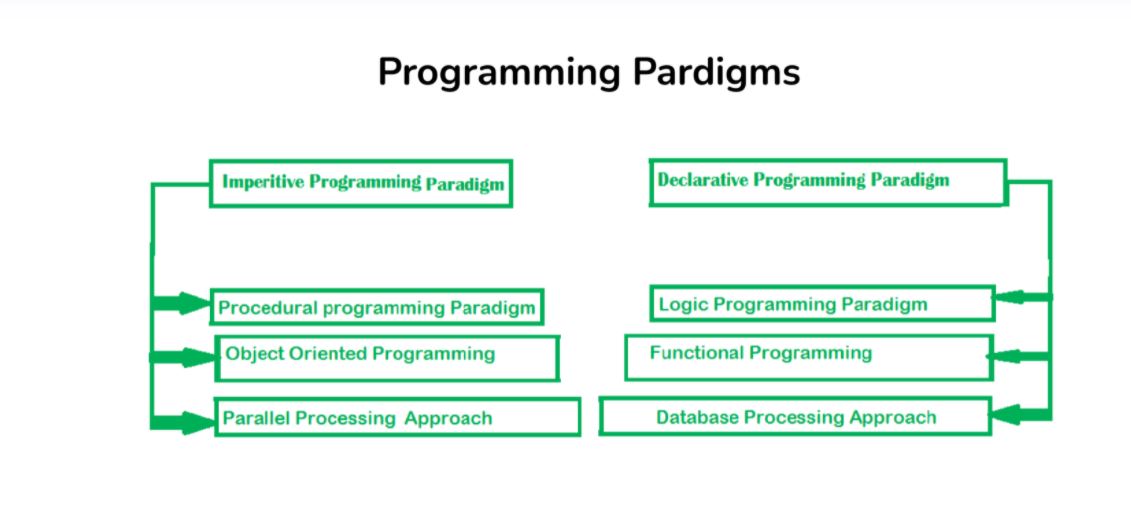 Programming Pardigms
Imperitive Programming Paradigm
Declarative Programming Paradigm
Procedural programming Paradigm
Logic Programming Paradigm
Object Oriented Programming
Functional Programming
Parallel Processing Approach
Database Processing Approach